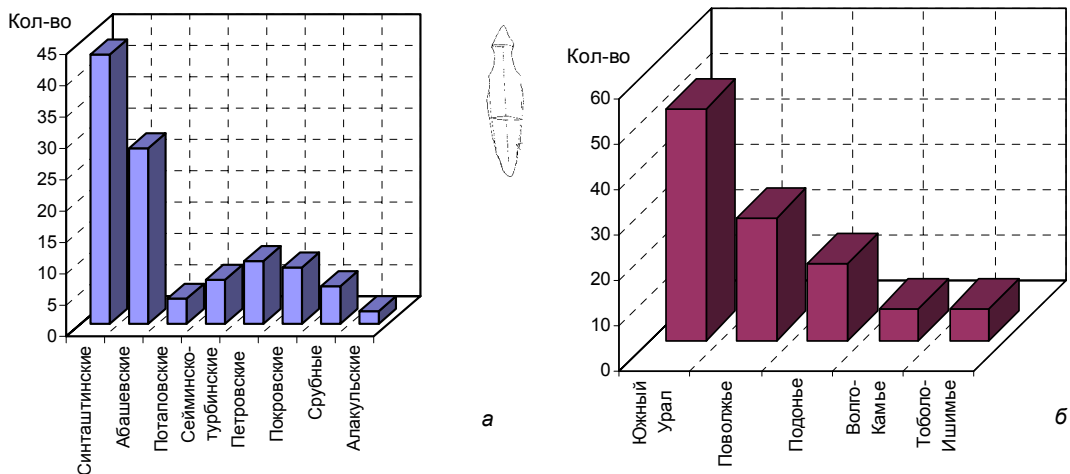 Кол-во
45
40
35
30
25
20
15
10
5
0
Синташтинские
Абашевские
Потаповские
Сейминско-
турбинские
Петровские
Покровские
Срубные
Алакульские
а
Кол-во
60
50
40
30
20
10
0
Южный
Урал
Поволжье
Подонье
Волго-
Камье
Тоболо-
Ишимье
б